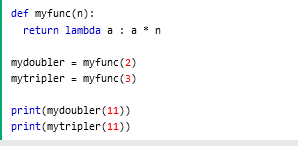 def myfunc(n):
  return lambda a : a * n

mydoubler = myfunc(2)
mytripler = myfunc(3)

print(mydoubler(11))
print(mytripler(11))